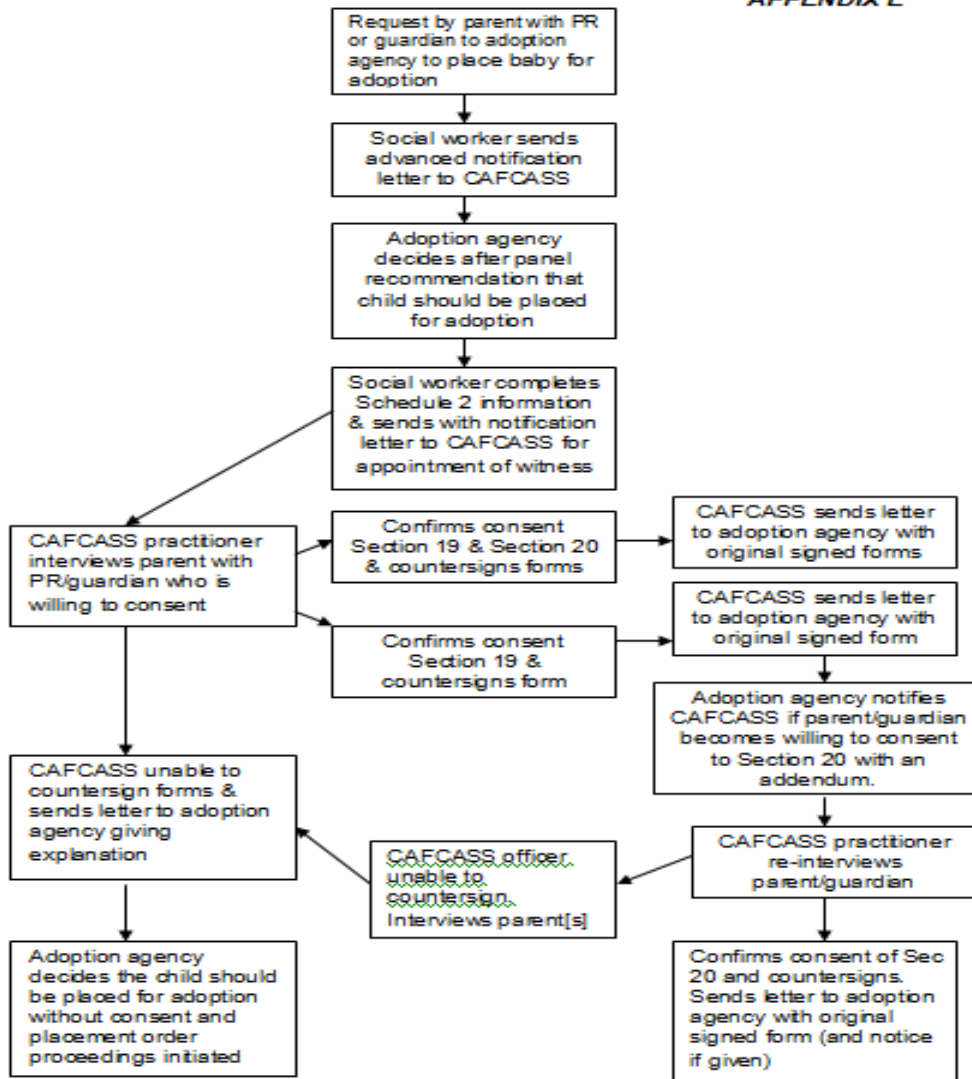 APPENDIX E
Request by parent with PR
or guardian to adoption
agency to place baby for
adoption
Social worker sends
advanced notification
letter to CAFCASS
Adoption agency
decides after panel
recommendation that
child should be placed
for adoption
Social worker completes
Schedule 2 information
& sends with notification
letter to CAFCASS for
appointment of witness
CAFCASS practitioner
interviews parent with
PR/guardian who is
willing to consent
Confirms consent
Section 19 & Section 20
& countersigns forms
CAFCASS sends letter
to adoption agency with
original signed forms
Confirms consent
Section 19 &
countersigns form
CAFCASS sends letter
to adoption agency with
original signed form
Adoption agency notifies
CAFCASS if parent/guardian
becomes willing to consent
to Section 20 with an
addendum.
CAFCASS unable to
countersign forms &
sends letter to adoption
agency giving
explanation
CAFCASS officer
unable to
countersign.
Interviews parent[s]
CAFCASS practitioner
re-interviews
parent/guardian
Adoption agency
decides the child should
be placed for adoption
without consent and
placement order
proceedings initiated
Confirms consent of Sec
20 and countersigns.
Sends letter to adoption
agency with original
signed form (and notice
if given)